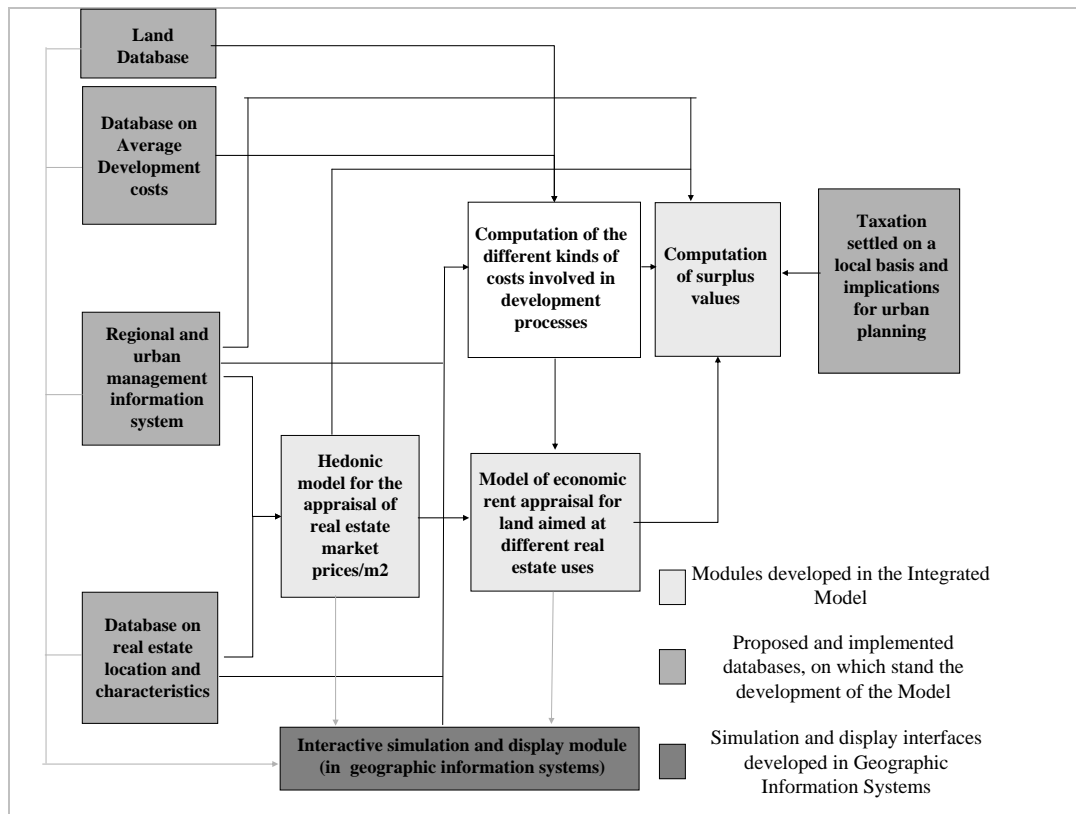 Land
Database
Database on
Average
Development
costs
Regional and
urban
management
information
system
Database on
real estate
location and
characteristics
Hedonic
model for the
appraisal of
real estate
market
prices/m2
Computation of the
different kinds of
costs involved in
development
processes
Model of economic
rent appraisal for
land aimed at
different real
estate uses
Computation
of surplus
values
Taxation
settled on a
local basis and
implications
for urban
planning
Interactive simulation and display module
(in geographic information systems)
Modules developed in the Integrated
Model
Proposed and implemented
databases, on which stand the
development of the Model
Simulation and display interfaces
developed in Geographic
Information Systems